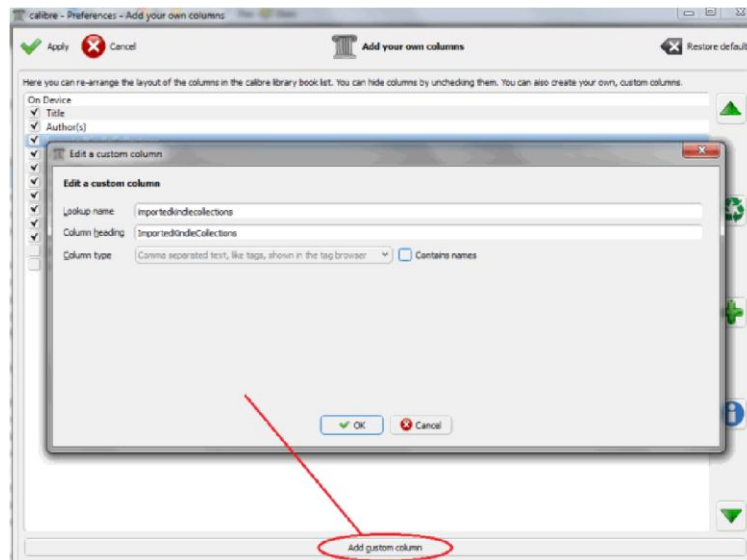 calibre - Preferences - Add your own columns
Apply Cancel Add your own columns Restore default
Here you can re-arrange the layout of the columns in the calibre library book list. You can hide columns by unchecking them. You can also create your own, custom columns.
On Device
Title
Author(s)
Edit a custom column
Edit a custom column
Lookup name importedkindlecollections
Column heading ImportedKindleCollections
Column type Comma separated text, like tags, shown in the tag browser Contains names
OK Cancel
Add custom column